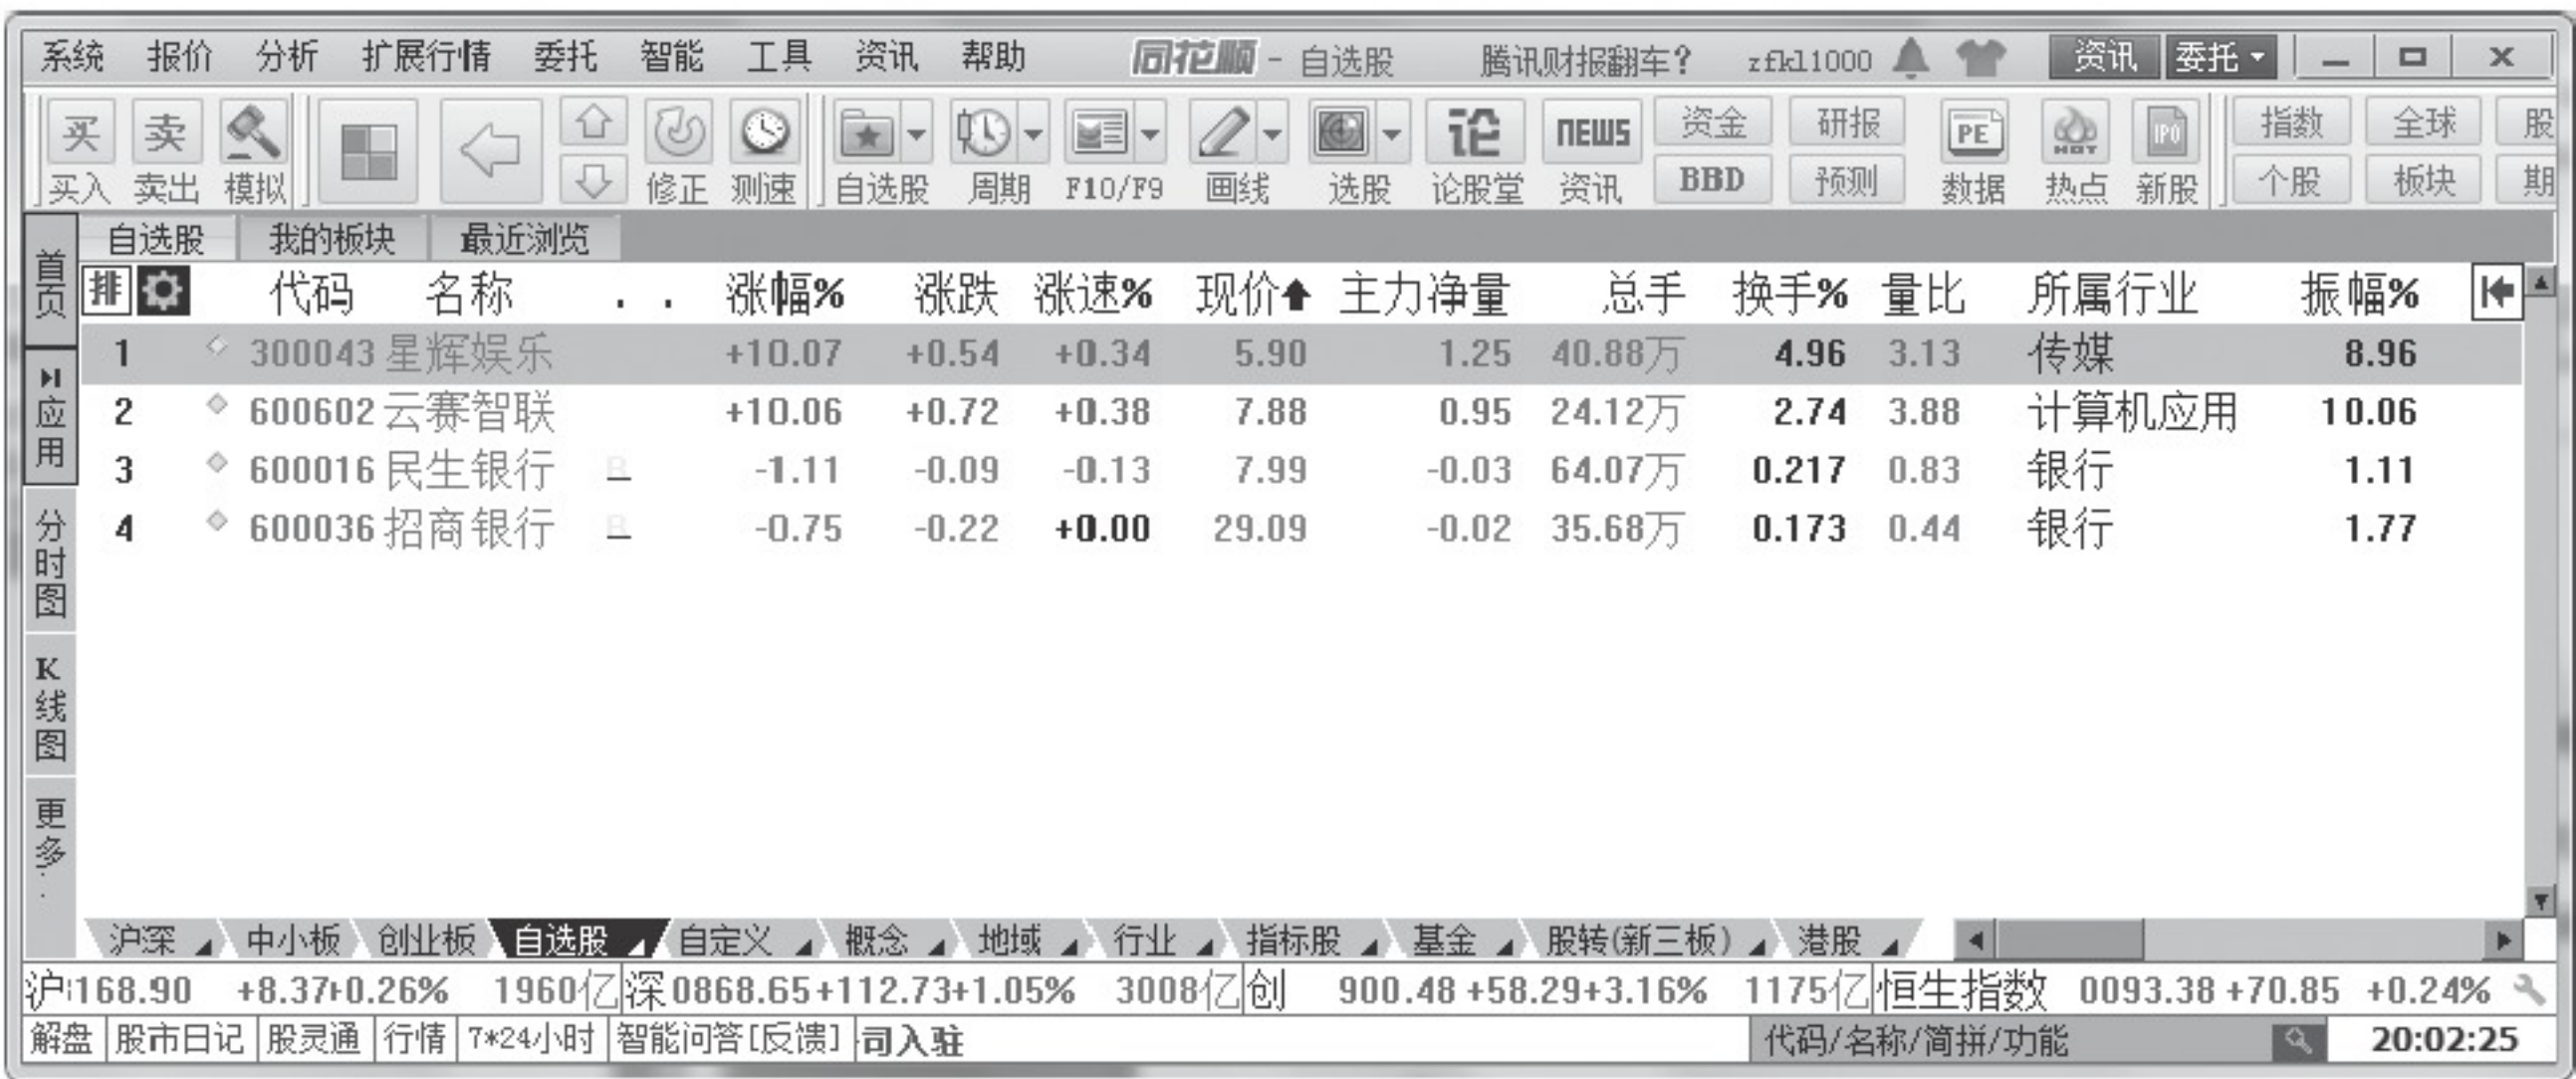 系统 报价 分析 扩展行情 委托 智能 工具 资讯 帮助 同花顺 - 自选股 腾讯财报翻车? zfkl1000 资讯 委托
买 卖 论 NEWS 资金 研报 PE HOT IPO 指数 全球 股
买入 卖出 模拟 修正 测速 自选股 周期 F10/F9 画线 选股 论股堂 资讯 BBD 预测 数据 热点 新股 个股 板块 期
首页
应用
分时图
K线图
更多..
自选股 我的板块 最近浏览
排 代码 名称 . . 涨幅% 涨跌 涨速% 现价 主力净量 总手 换手% 量比 所属行业 振幅%
1 300043 星辉娱乐 +10.07 +0.54 +0.34 5.90 1.25 40.88万 4.96 3.13 传媒 8.96
2 600602 云赛智联 +10.06 +0.72 +0.38 7.88 0.95 24.12万 2.74 3.88 计算机应用 10.06
3 600016 民生银行 R -1.11 -0.09 -0.13 7.99 -0.03 64.07万 0.217 0.83 银行 1.11
4 600036 招商银行 R -0.75 -0.22 +0.00 29.09 -0.02 35.68万 0.173 0.44 银行 1.77
沪深 中小板 创业板 自选股 自定义 概念 地域 行业 指标股 基金 股转(新三板) 港股
沪 168.90 +8.37 +0.26% 1960亿 深 0868.65 +112.73 +1.05% 3008亿 创 900.48 +58.29 +3.16% 1175亿 恒生指数 0093.38 +70.85 +0.24%
解盘 股市日记 股灵通 行情 7*24小时 智能问答[反馈] 司入驻 代码/名称/简拼/功能 20:02:25